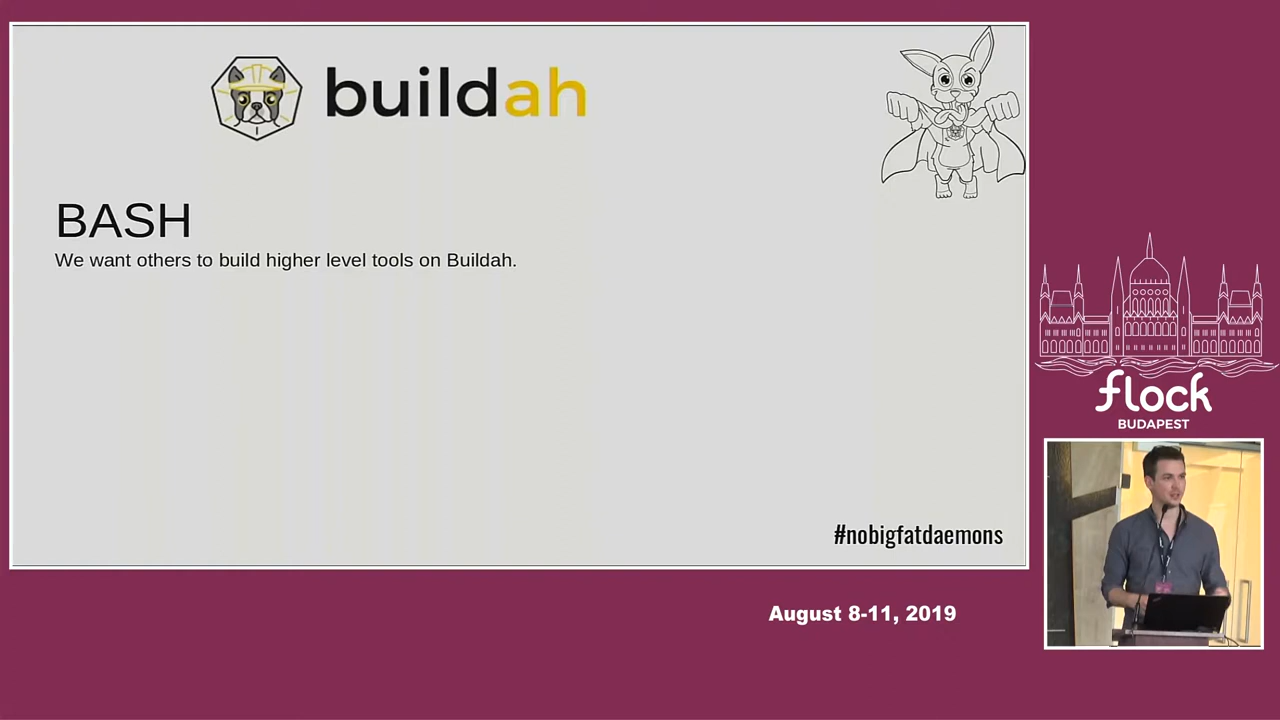 buildah
BASH
We want others to build higher level tools on Buildah.
#nobigfatdaemons
flock
BUDAPEST
August 8-11, 2019